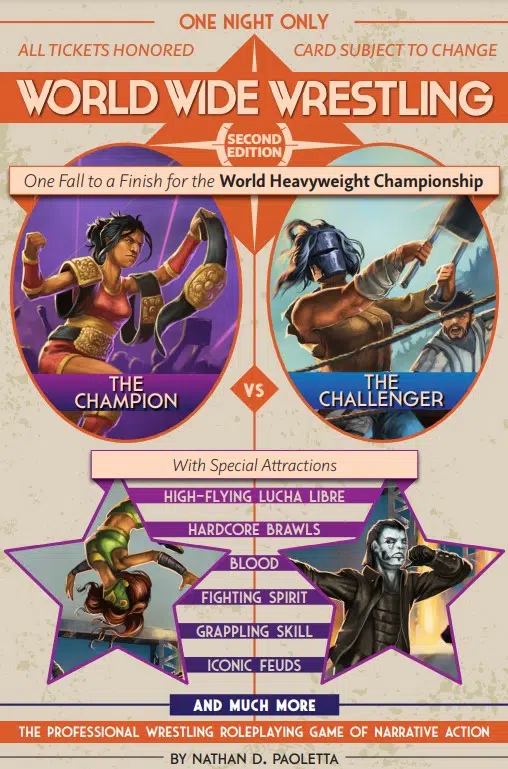 ONE NIGHT ONLY
ALL TICKETS HONORED
CARD SUBJECT TO CHANGE
WORLD WIDE WRESTLING
SECOND
EDITION
One Fall to a Finish for the World Heavyweight Championship
THE
CHAMPION
VS
THE
CHALLENGER
With Special Attractions
HIGH-FLYING LUCHA LIBRE
HARDCORE BRAWLS
BLOOD
FIGHTING SPIRIT
GRAPPLING SKILL
ICONIC FEUDS
AND MUCH MORE
THE PROFESSIONAL WRESTLING ROLEPLAYING GAME OF NARRATIVE ACTION
BY NATHAN D. PAOLETTA